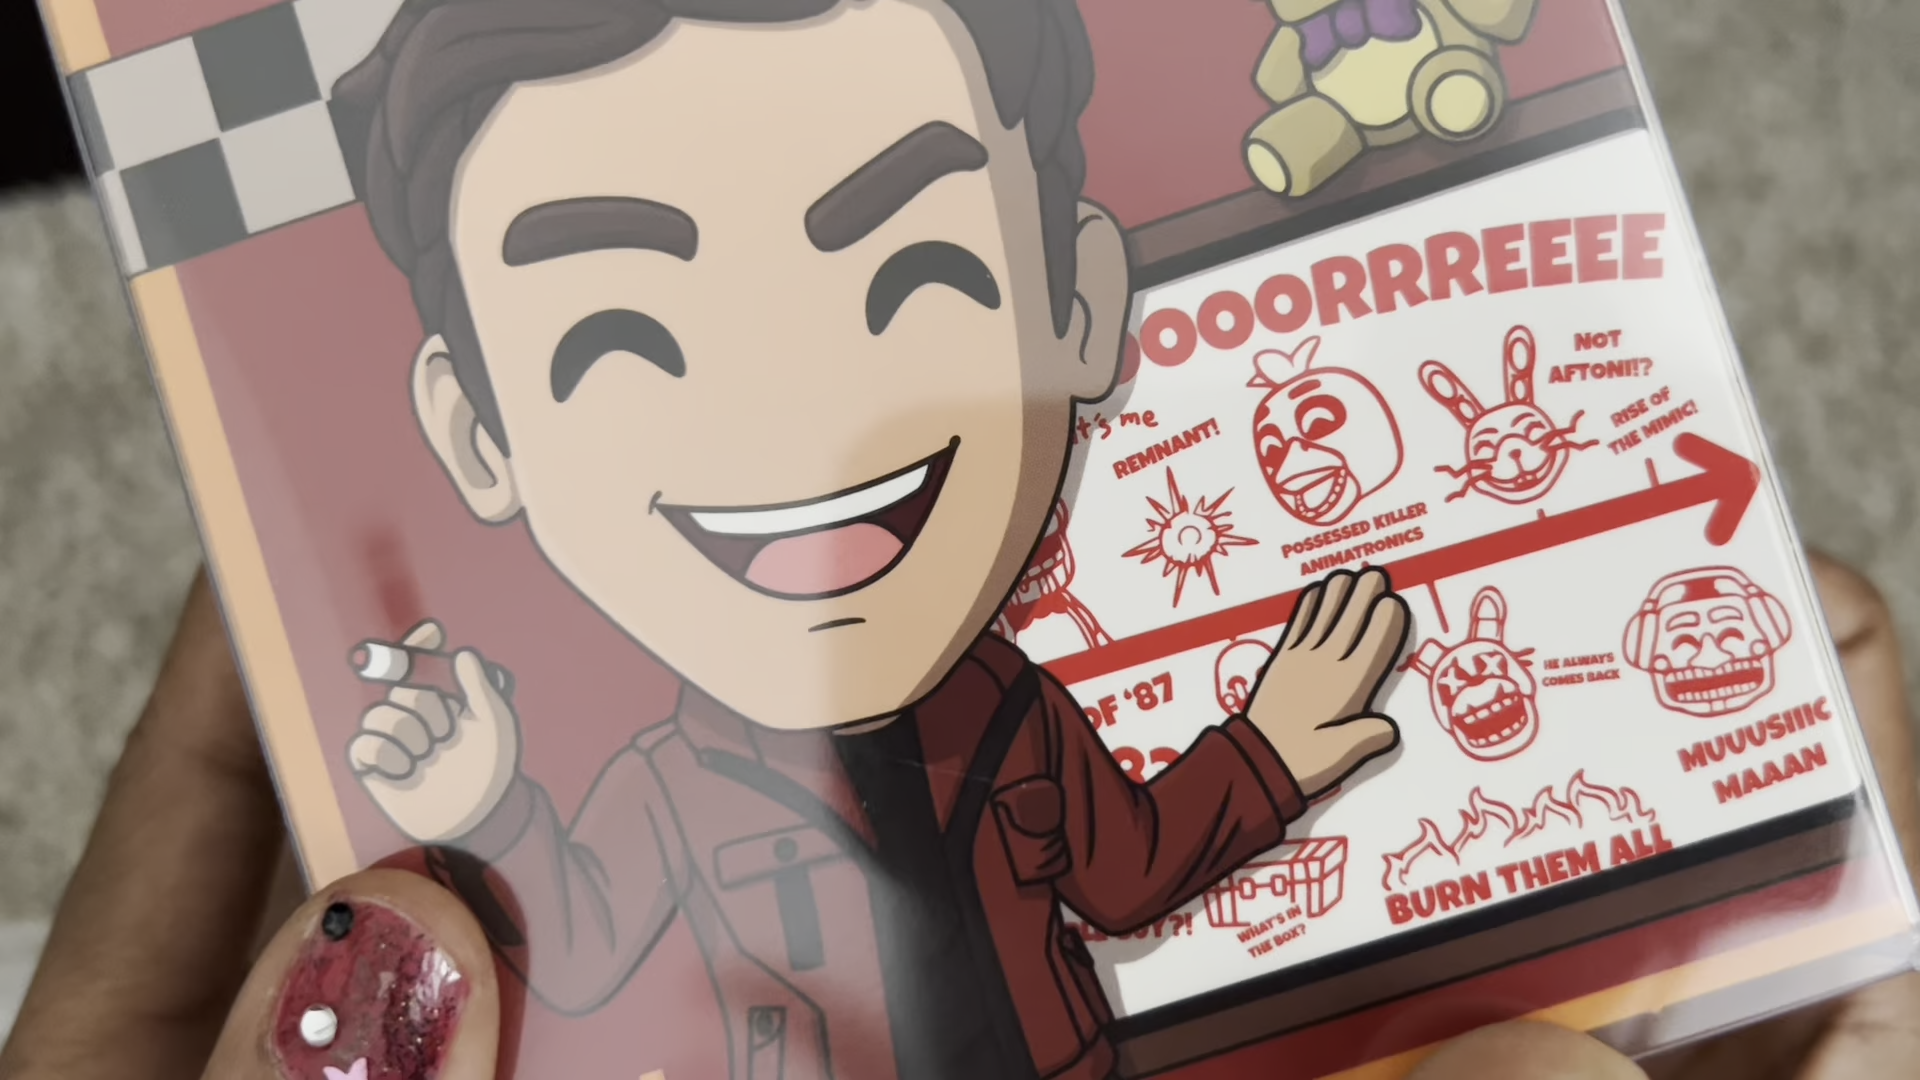 OOORRREEEE
it's me
REMNANT!
POSSESSED KILLER
ANIMATRONICS
NOT
AFTON!!?
RISE OF
THE MIMIC!
OF '87
HE ALWAYS
COMES BACK
MUUUSIIIC
MAAAN
WHAT'S IN
THE BOX?
BURN THEM ALL